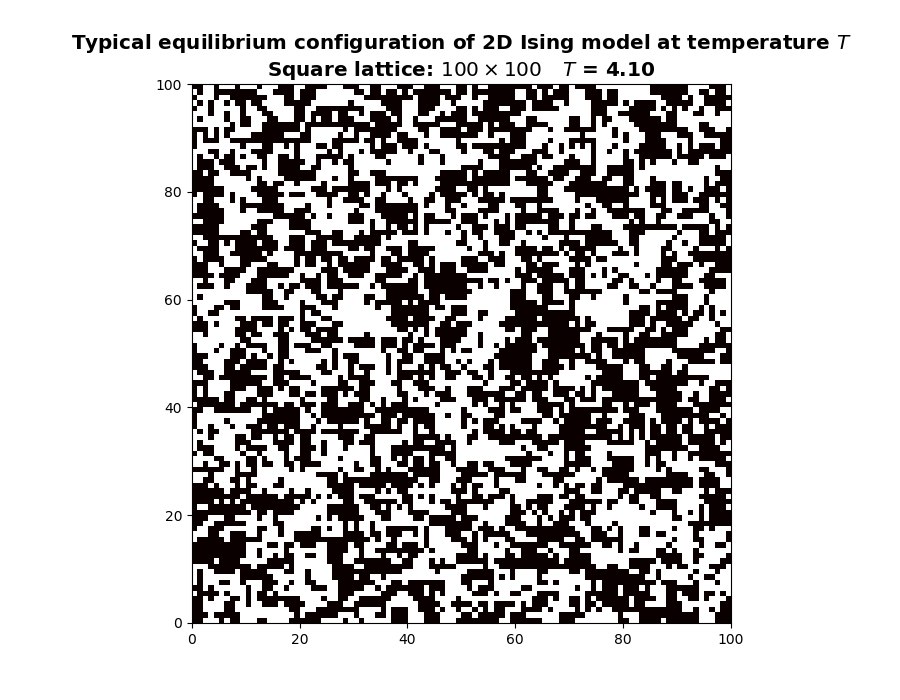 Typical equilibrium configuration of 2D Ising model at temperature T
Square lattice: 100 × 100 T = 4.10
100
80
60
40
20
0
0 20 40 60 80 100